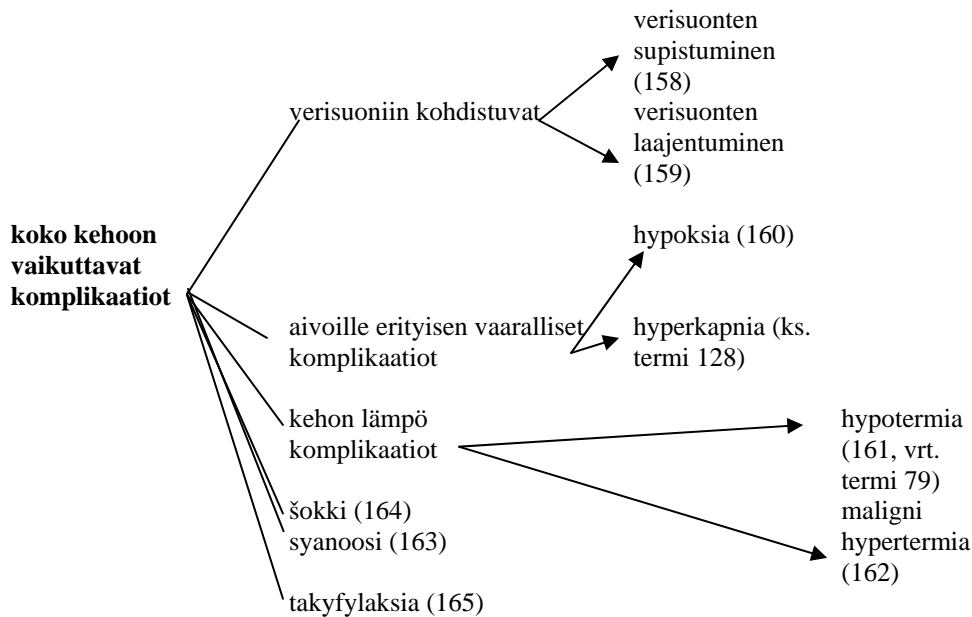 verisuonten
supistuminen
(158)
verisuoniin kohdistuvat
verisuonten
laajentuminen
(159)
koko kehoon
vaikuttavat
komplikaatiot
hypoksia (160)
aivoille erityisen vaaralliset
komplikaatiot
hyperkapnia (ks.
termi 128)
kehon lämpö
komplikaatiot
hypotermia
(161, vrt.
termi 79)
maligni
hypertermia
(162)
šokki (164)
syanoosi (163)
takyfylaksia (165)